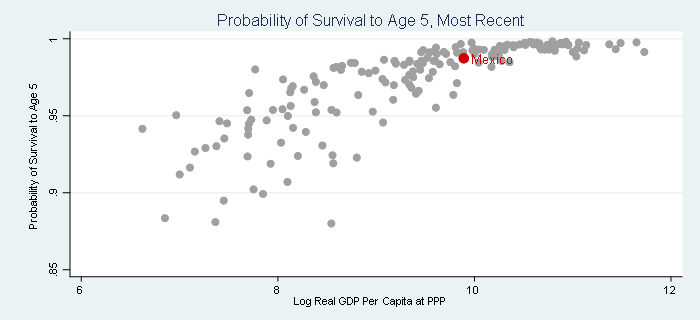 Probability of Survival to Age 5, Most Recent
Probability of Survival to Age 5
1
.95
.9
.85
Mexico
6 8 10 12
Log Real GDP Per Capita at PPP